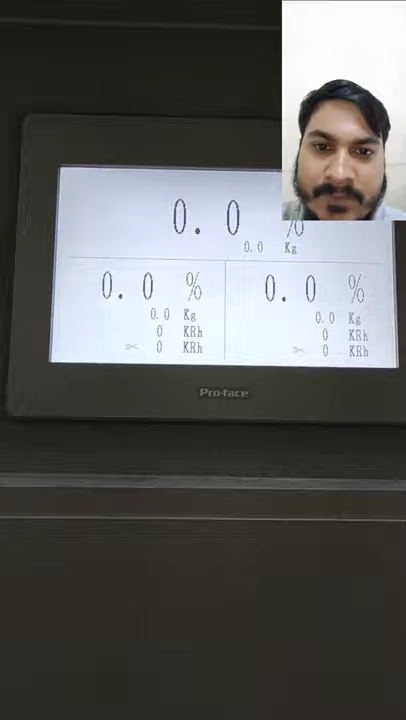 0. 0 %
0.0 Kg
0. 0 % 0. 0 %
0.0 Kg 0.0 Kg
0 KRh 0 KRh
✂ 0 KRh ✂ 0 KRh
Pro-face